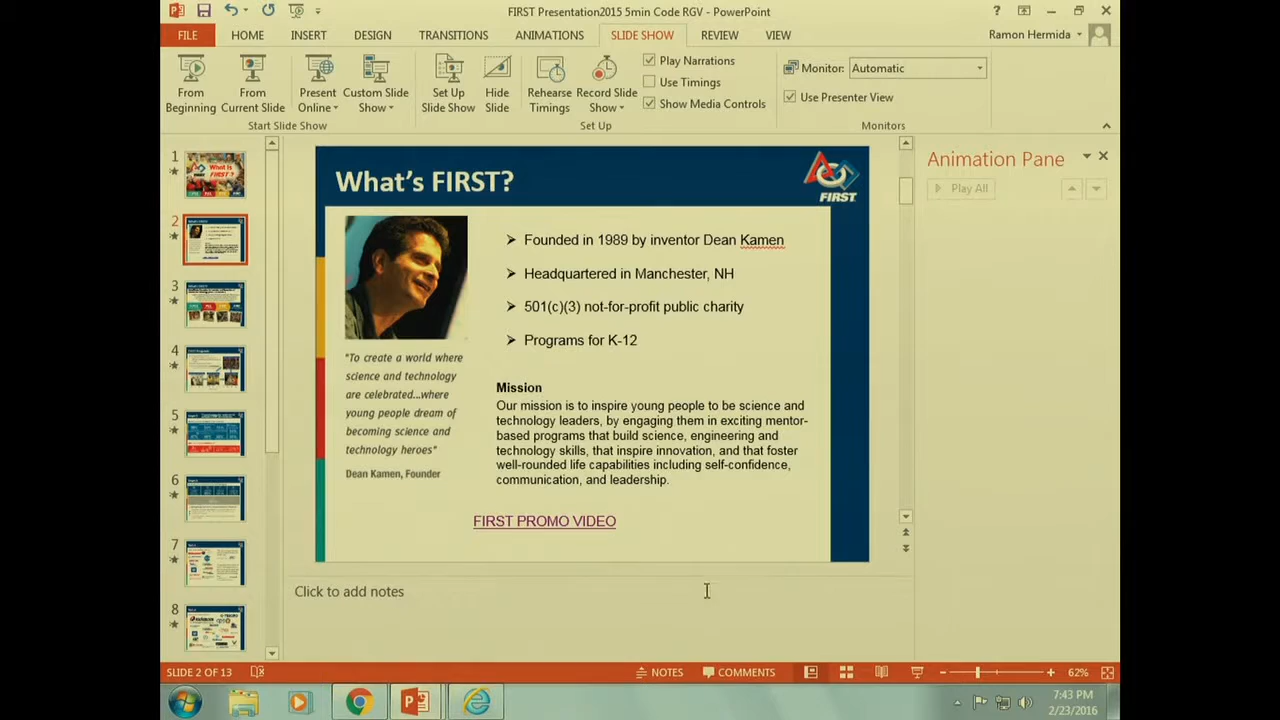 FIRST Presentation2015 5min Code RGV - PowerPoint
?
FILE HOME INSERT DESIGN TRANSITIONS ANIMATIONS SLIDE SHOW REVIEW VIEW Ramon Hermida
From Beginning
From Current Slide
Present Online
Custom Slide Show
Start Slide Show
Set Up Slide Show
Hide Slide
Rehearse Timings
Record Slide Show
Play Narrations
Use Timings
Show Media Controls
Set Up
Monitor: Automatic
Use Presenter View
Monitors
1
What is
FIRST ?
2
3
4
5
6
7
8
What's FIRST?
FIRST
Founded in 1989 by inventor Dean Kamen
Headquartered in Manchester, NH
501(c)(3) not-for-profit public charity
Programs for K-12
"To create a world where
science and technology
are celebrated...where
young people dream of
becoming science and
technology heroes"
Dean Kamen, Founder
Mission
Our mission is to inspire young people to be science and
technology leaders, by engaging them in exciting mentor-
based programs that build science, engineering and
technology skills, that inspire innovation, and that foster
well-rounded life capabilities including self-confidence,
communication, and leadership.
FIRST PROMO VIDEO
Animation Pane
Play All
Click to add notes
SLIDE 2 OF 13 NOTES COMMENTS 62%
7:43 PM
2/23/2016